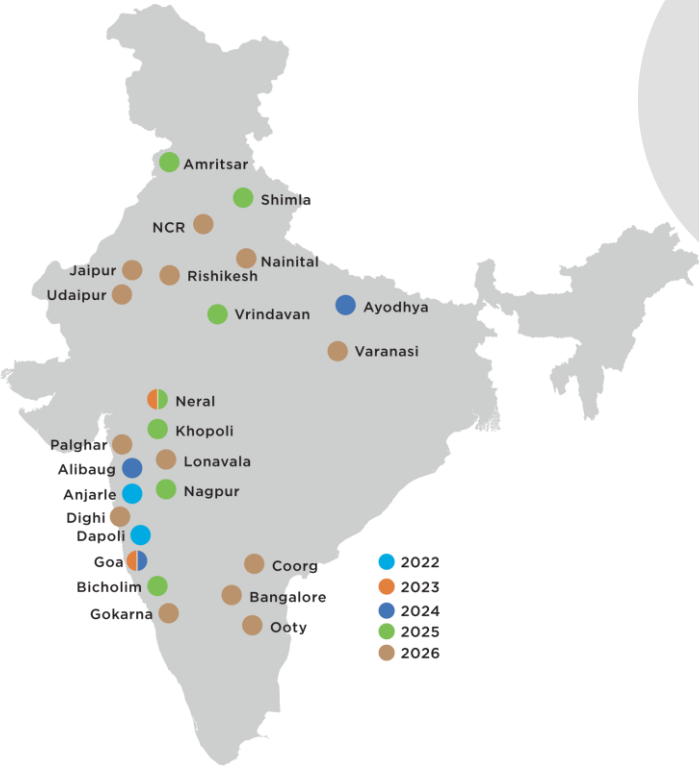 Amritsar
Shimla
NCR
Nainital
Jaipur
Rishikesh
Udaipur
Ayodhya
Vrindavan
Varanasi
Neral
Khopoli
Palghar
Lonavala
Alibaug
Nagpur
Anjarle
Dighi
Dapoli
Goa
Coorg
Bicholim
Bangalore
Gokarna
Ooty
2022
2023
2024
2025
2026